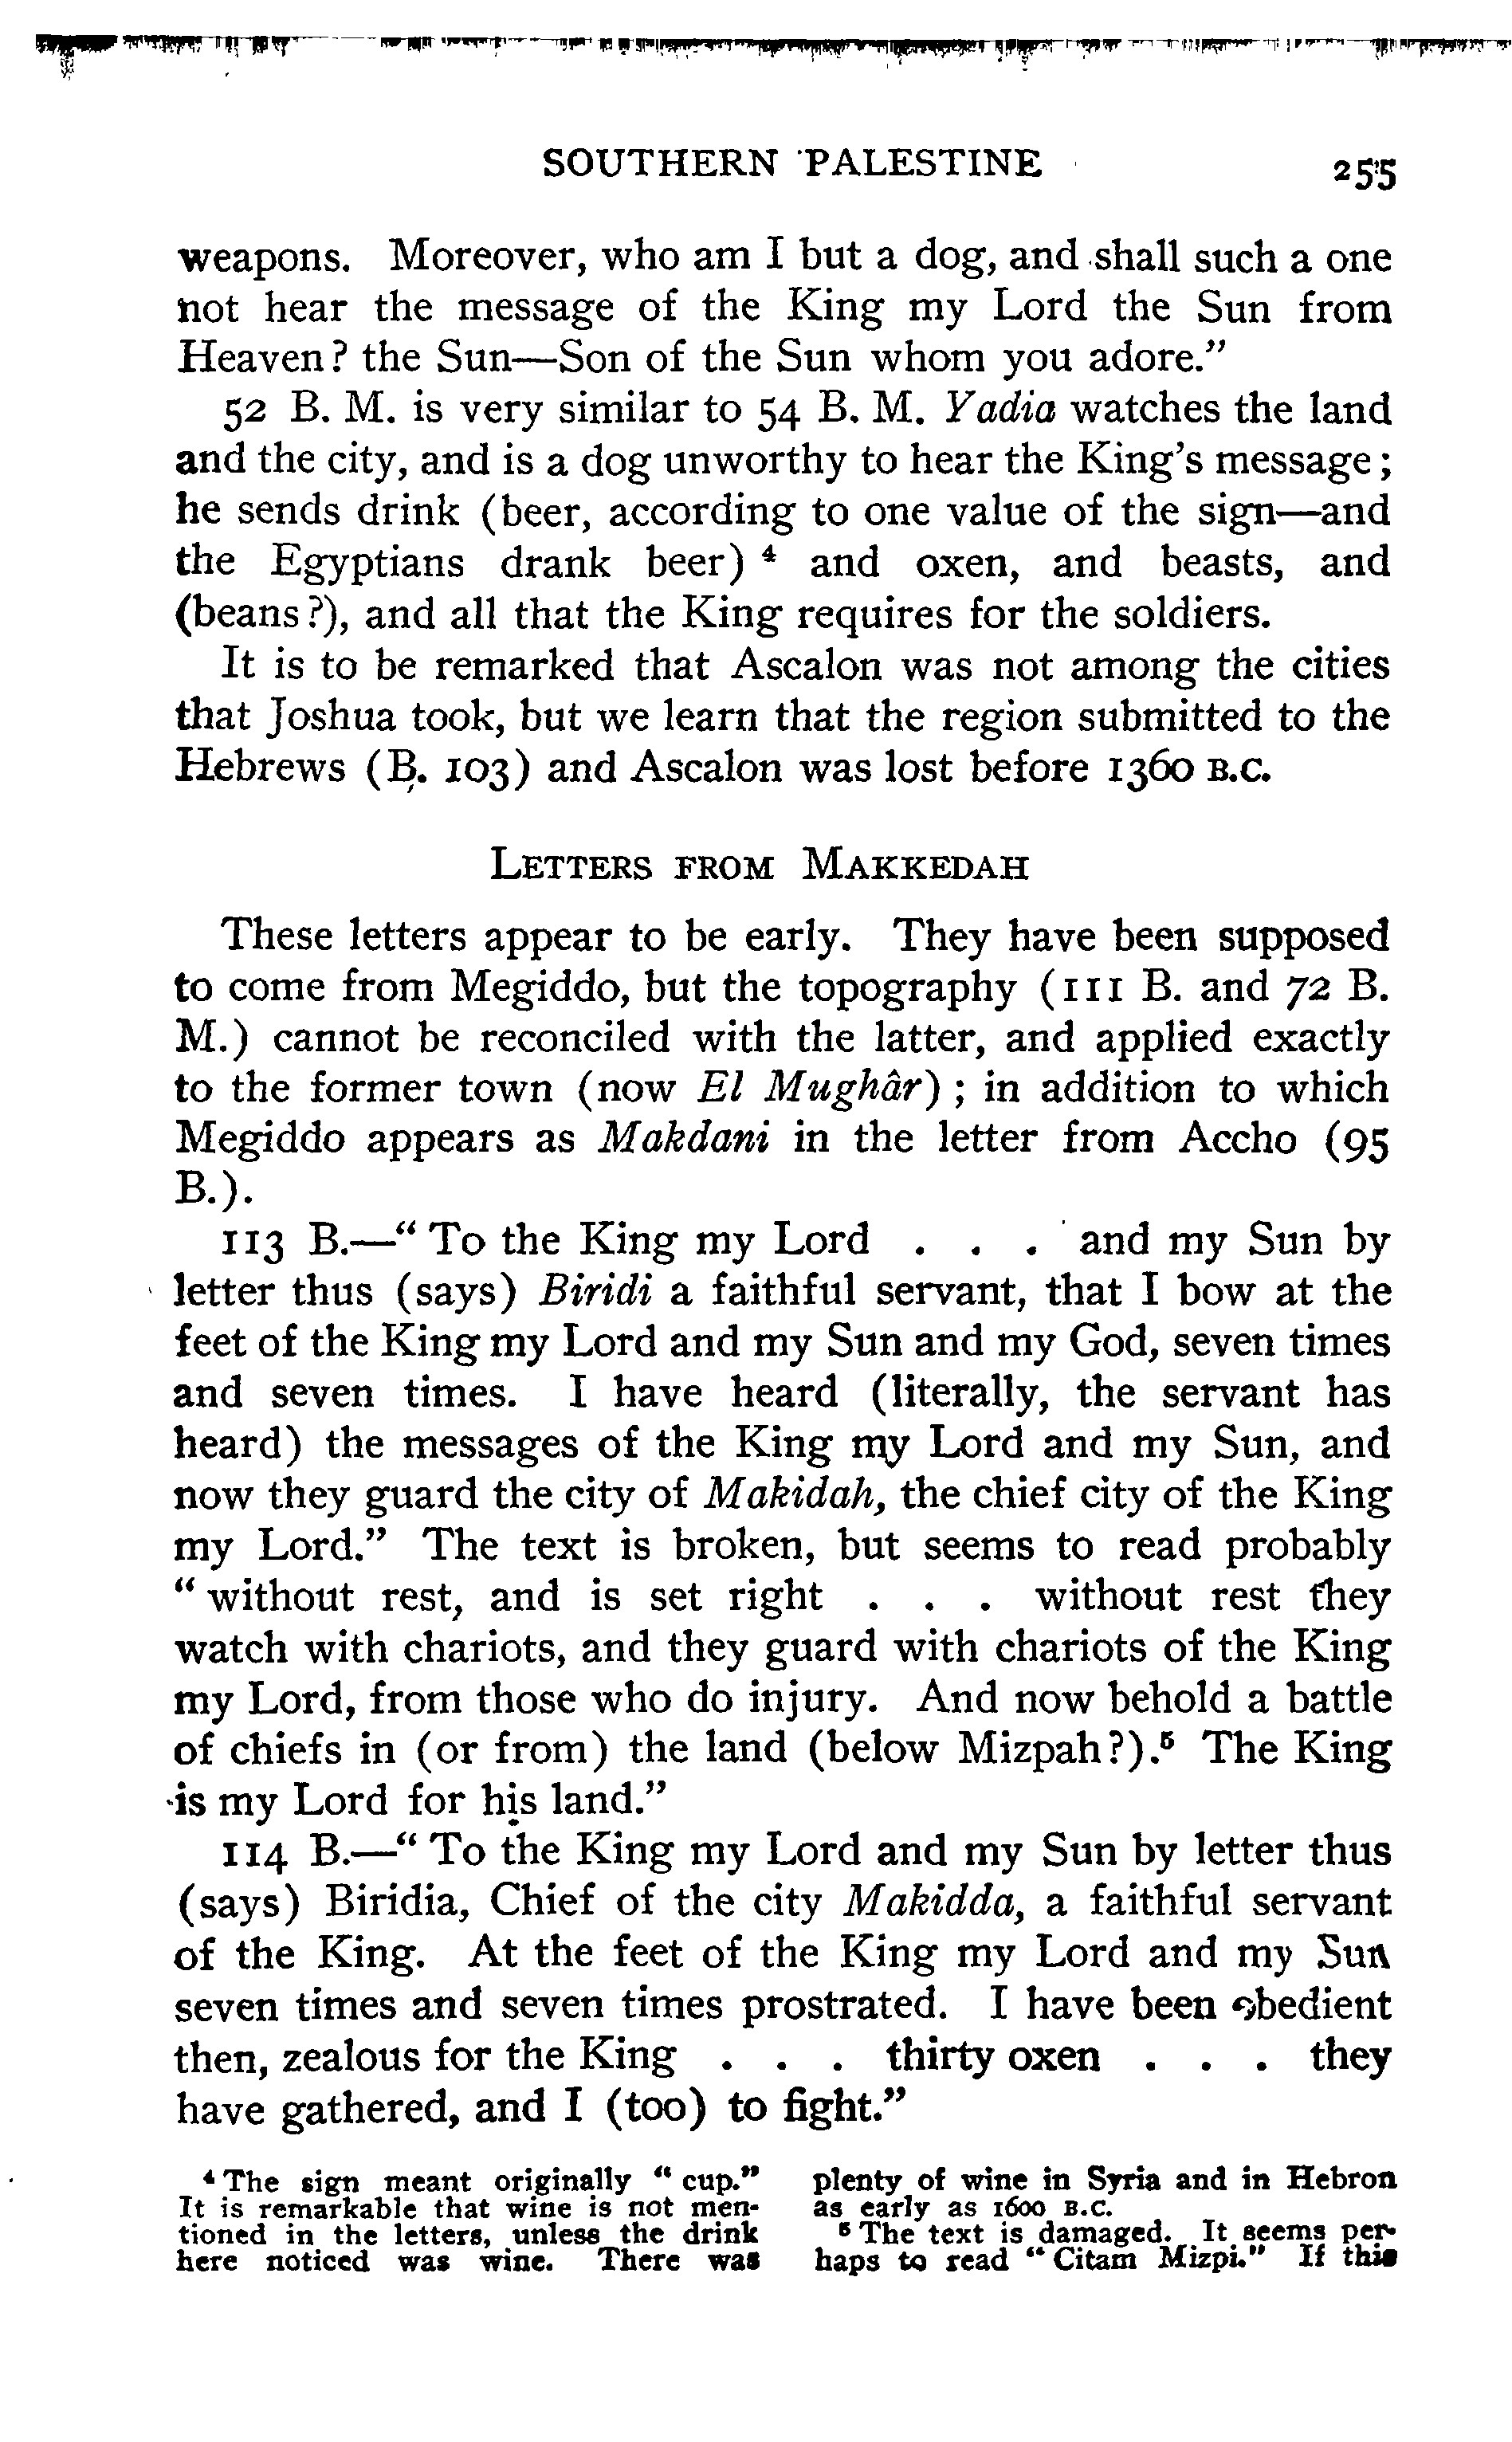 SOUTHERN PALESTINE 255
weapons. Moreover, who am I but a dog, and shall such a one
not hear the message of the King my Lord the Sun from
Heaven? the Sun—Son of the Sun whom you adore."
52 B. M. is very similar to 54 B. M. Yadia watches the land
and the city, and is a dog unworthy to hear the King's message;
he sends drink (beer, according to one value of the sign—and
the Egyptians drank beer) ⁴ and oxen, and beasts, and
(beans?), and all that the King requires for the soldiers.
It is to be remarked that Ascalon was not among the cities
that Joshua took, but we learn that the region submitted to the
Hebrews (B. 103) and Ascalon was lost before 1360 B.C.
LETTERS FROM MAKKEDAH
These letters appear to be early. They have been supposed
to come from Megiddo, but the topography (111 B. and 72 B.
M.) cannot be reconciled with the latter, and applied exactly
to the former town (now El Mughâr); in addition to which
Megiddo appears as Makdani in the letter from Accho (95
B.).
113 B.—"To the King my Lord . . . and my Sun by
letter thus (says) Biridi a faithful servant, that I bow at the
feet of the King my Lord and my Sun and my God, seven times
and seven times. I have heard (literally, the servant has
heard) the messages of the King my Lord and my Sun, and
now they guard the city of Makidah, the chief city of the King
my Lord." The text is broken, but seems to read probably
"without rest, and is set right . . . without rest they
watch with chariots, and they guard with chariots of the King
my Lord, from those who do injury. And now behold a battle
of chiefs in (or from) the land (below Mizpah?).⁵ The King
is my Lord for his land."
114 B.—"To the King my Lord and my Sun by letter thus
(says) Biridia, Chief of the city Makidda, a faithful servant
of the King. At the feet of the King my Lord and my Sun
seven times and seven times prostrated. I have been obedient
then, zealous for the King . . . thirty oxen . . . they
have gathered, and I (too) to fight."
⁴ The sign meant originally "cup."
It is remarkable that wine is not men-
tioned in the letters, unless the drink
here noticed was wine. There was
plenty of wine in Syria and in Hebron
as early as 1600 B.C.
⁵ The text is damaged. It seems per-
haps to read "Citam Mizpi." If this